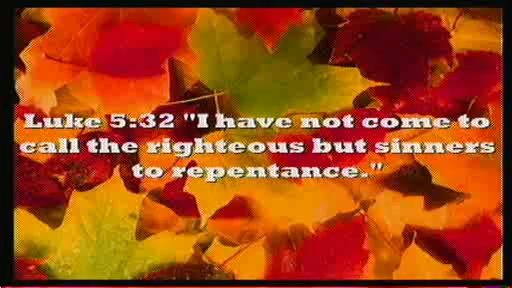 Luke 5:32 "I have not come to
call the righteous but sinners
to repentance."